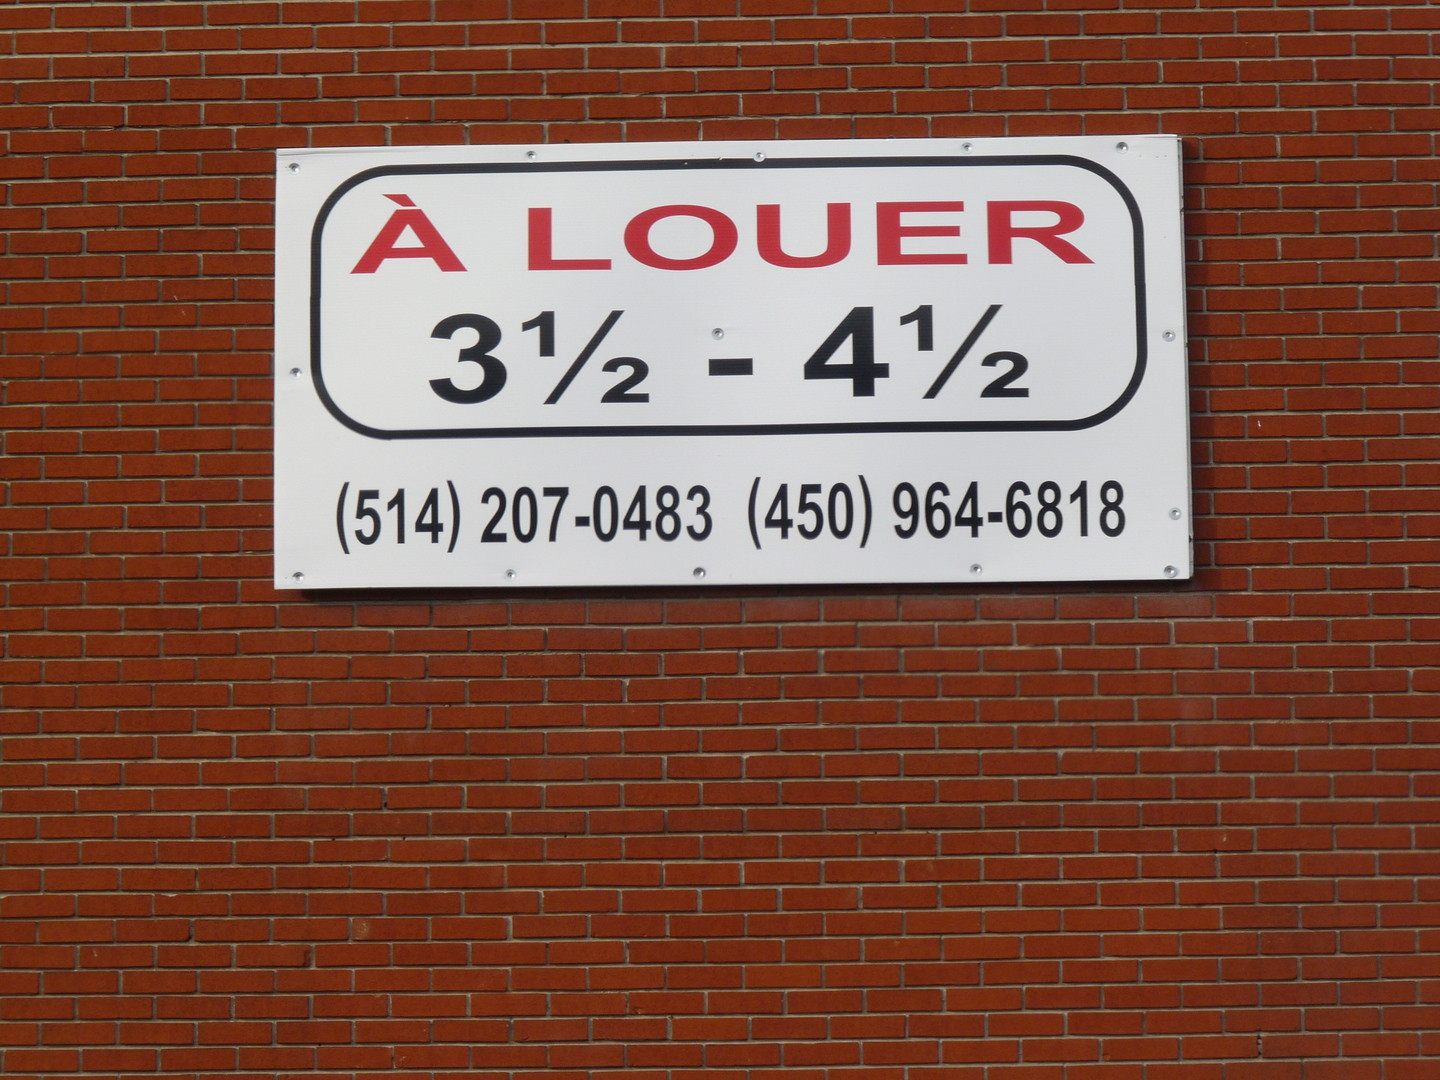 À LOUER
3½ - 4½
(514) 207-0483 (450) 964-6818